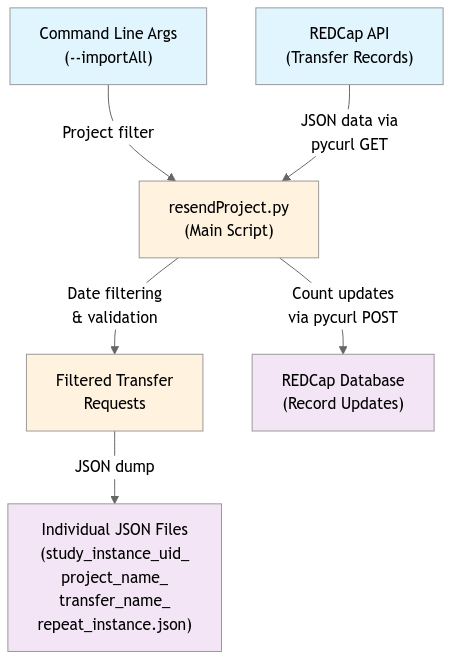 Command Line Args
(--importAll)
REDCap API
(Transfer Records)
Project filter
JSON data via
pycurl GET
resendProject.py
(Main Script)
Date filtering
& validation
Count updates
via pycurl POST
Filtered Transfer
Requests
REDCap Database
(Record Updates)
JSON dump
Individual JSON Files
(study_instance_uid_
project_name_
transfer_name_
repeat_instance.json)